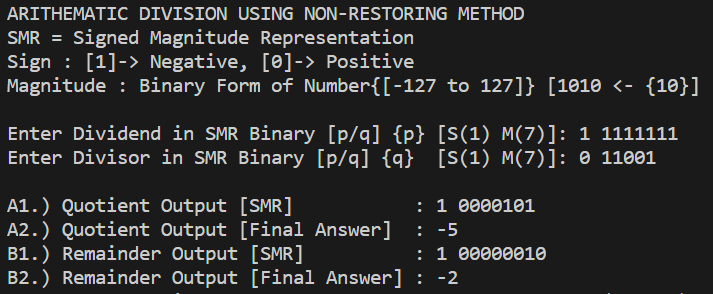 ARITHEMATIC DIVISION USING NON-RESTORING METHOD
SMR = Signed Magnitude Representation
Sign : [1]-> Negative, [0]-> Positive
Magnitude : Binary Form of Number{[-127 to 127]} [1010 <- {10}]
Enter Dividend in SMR Binary [p/q] {p} [S(1) M(7)]: 1 1111111
Enter Divisor in SMR Binary [p/q] {q}  [S(1) M(7)]: 0 11001
A1.) Quotient Output [SMR]           : 1 0000101
A2.) Quotient Output [Final Answer]  : -5
B1.) Remainder Output [SMR]          : 1 00000010
B2.) Remainder Output [Final Answer] : -2